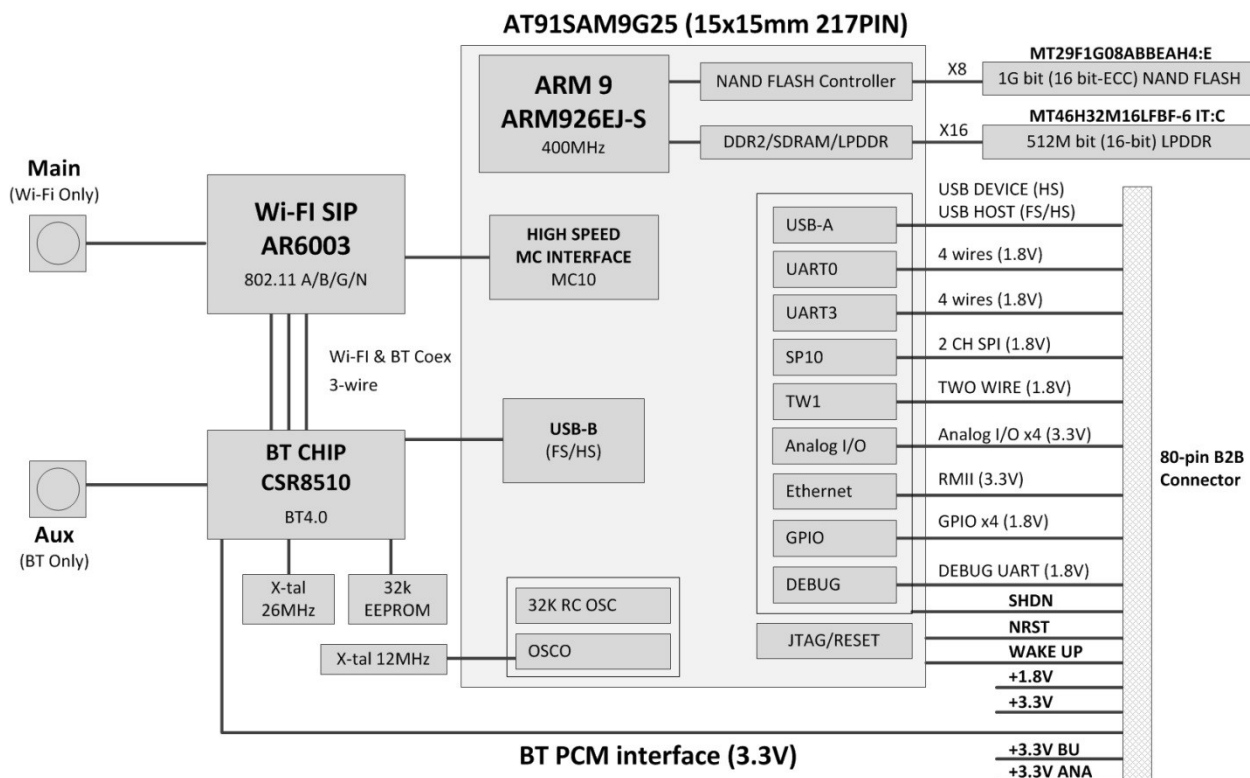 AT91SAM9G25 (15x15mm 217PIN)
ARM 9
ARM926EJ-S
400MHz
NAND FLASH Controller
X8
MT29F1G08ABBEAH4:E
1G bit (16 bit-ECC) NAND FLASH
DDR2/SDRAM/LPDDR
X16
MT46H32M16LFBF-6 IT:C
512M bit (16-bit) LPDDR
Main
(Wi-Fi Only)
Wi-FI SIP
AR6003
802.11 A/B/G/N
HIGH SPEED
MC INTERFACE
MC10
Wi-FI & BT Coex
3-wire
BT CHIP
CSR8510
BT4.0
USB-B
(FS/HS)
Aux
(BT Only)
X-tal
26MHz
32k
EEPROM
X-tal 12MHz
32K RC OSC
OSCO
USB-A
USB DEVICE (HS)
USB HOST (FS/HS)
UART0
4 wires (1.8V)
UART3
4 wires (1.8V)
SP10
2 CH SPI (1.8V)
TW1
TWO WIRE (1.8V)
Analog I/O
Analog I/O x4 (3.3V)
Ethernet
RMII (3.3V)
GPIO
GPIO x4 (1.8V)
DEBUG
DEBUG UART (1.8V)
JTAG/RESET
SHDN
NRST
WAKE UP
+1.8V
+3.3V
BT PCM interface (3.3V)
+3.3V BU
+3.3V ANA
80-pin B2B
Connector